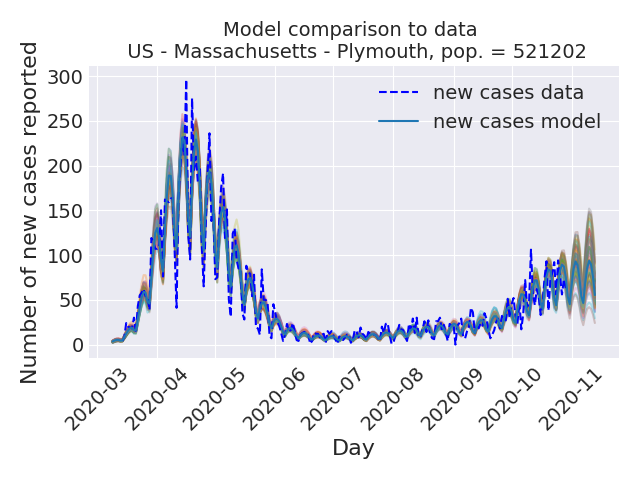 Model comparison to data
US - Massachusetts - Plymouth, pop. = 521202
Number of new cases reported
300
250
200
150
100
50
0
new cases data
new cases model
2020-03
2020-04
2020-05
2020-06
2020-07
2020-08
2020-09
2020-10
2020-11
Day